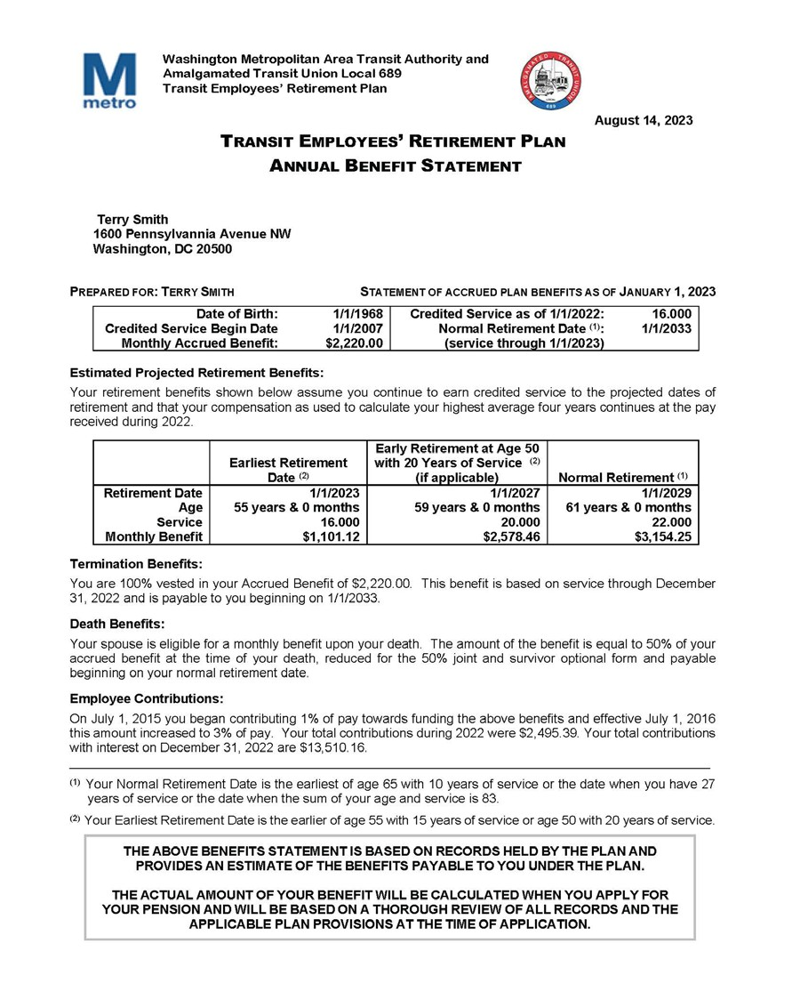 Washington Metropolitan Area Transit Authority and
Amalgamated Transit Union Local 689
Transit Employees' Retirement Plan
M
metro
AMALGAMATED TRANSIT UNION
689
August 14, 2023
TRANSIT EMPLOYEES' RETIREMENT PLAN
ANNUAL BENEFIT STATEMENT
Terry Smith
1600 Pennsylvannia Avenue NW
Washington, DC 20500
PREPARED FOR: TERRY SMITH STATEMENT OF ACCRUED PLAN BENEFITS AS OF JANUARY 1, 2023
Date of Birth: 1/1/1968 Credited Service as of 1/1/2022: 16.000
Credited Service Begin Date 1/1/2007 Normal Retirement Date (1): 1/1/2033
Monthly Accrued Benefit: $2,220.00 (service through 1/1/2023)
Estimated Projected Retirement Benefits:
Your retirement benefits shown below assume you continue to earn credited service to the projected dates of
retirement and that your compensation as used to calculate your highest average four years continues at the pay
received during 2022.
Early Retirement at Age 50
Earliest Retirement with 20 Years of Service (2)
Date (2) (if applicable) Normal Retirement (1)
Retirement Date 1/1/2023 1/1/2027 1/1/2029
Age 55 years & 0 months 59 years & 0 months 61 years & 0 months
Service 16.000 20.000 22.000
Monthly Benefit $1,101.12 $2,578.46 $3,154.25
Termination Benefits:
You are 100% vested in your Accrued Benefit of $2,220.00. This benefit is based on service through December
31, 2022 and is payable to you beginning on 1/1/2033.
Death Benefits:
Your spouse is eligible for a monthly benefit upon your death. The amount of the benefit is equal to 50% of your
accrued benefit at the time of your death, reduced for the 50% joint and survivor optional form and payable
beginning on your normal retirement date.
Employee Contributions:
On July 1, 2015 you began contributing 1% of pay towards funding the above benefits and effective July 1, 2016
this amount increased to 3% of pay. Your total contributions during 2022 were $2,495.39. Your total contributions
with interest on December 31, 2022 are $13,510.16.
(1) Your Normal Retirement Date is the earliest of age 65 with 10 years of service or the date when you have 27
years of service or the date when the sum of your age and service is 83.
(2) Your Earliest Retirement Date is the earlier of age 55 with 15 years of service or age 50 with 20 years of service.
THE ABOVE BENEFITS STATEMENT IS BASED ON RECORDS HELD BY THE PLAN AND
PROVIDES AN ESTIMATE OF THE BENEFITS PAYABLE TO YOU UNDER THE PLAN.
THE ACTUAL AMOUNT OF YOUR BENEFIT WILL BE CALCULATED WHEN YOU APPLY FOR
YOUR PENSION AND WILL BE BASED ON A THOROUGH REVIEW OF ALL RECORDS AND THE
APPLICABLE PLAN PROVISIONS AT THE TIME OF APPLICATION.